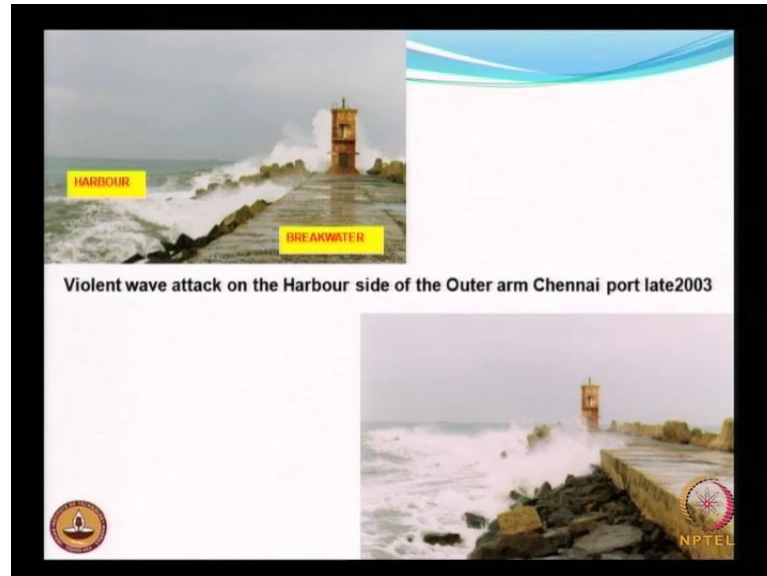 HARBOUR
BREAKWATER
Violent wave attack on the Harbour side of the Outer arm Chennai port late2003
NPTEL